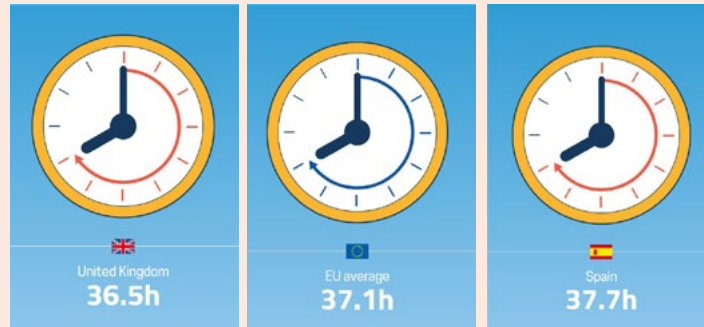 United Kingdom
36.5h
EU average
37.1h
Spain
37.7h